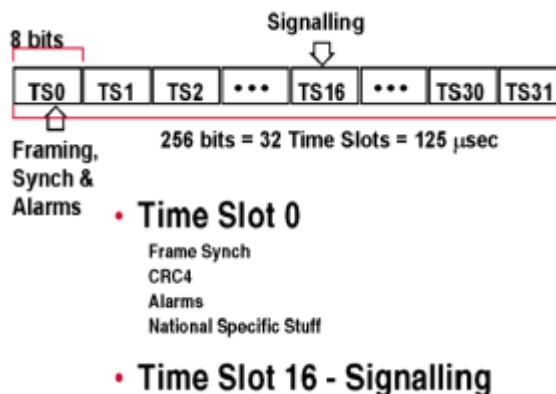 Signalling
8 bits
TS0 TS1 TS2 ••• TS16 ••• TS30 TS31
256 bits = 32 Time Slots = 125 µsec
Framing,
Synch &
Alarms
• Time Slot 0
Frame Synch
CRC4
Alarms
National Specific Stuff
• Time Slot 16 - Signalling